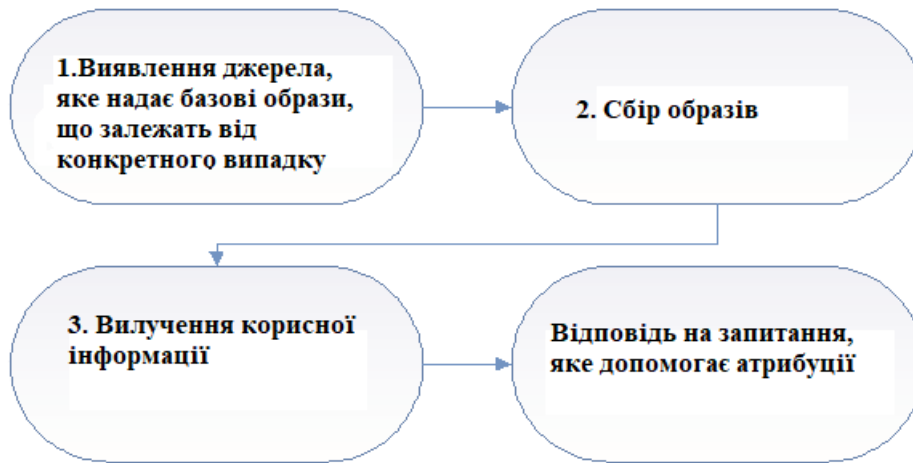 1.Виявлення джерела,
яке надає базові образи,
що залежать від
конкретного випадку
2. Сбір образів
3. Вилучення корисної
інформації
Відповідь на запитання,
яке допомогає атрибуції